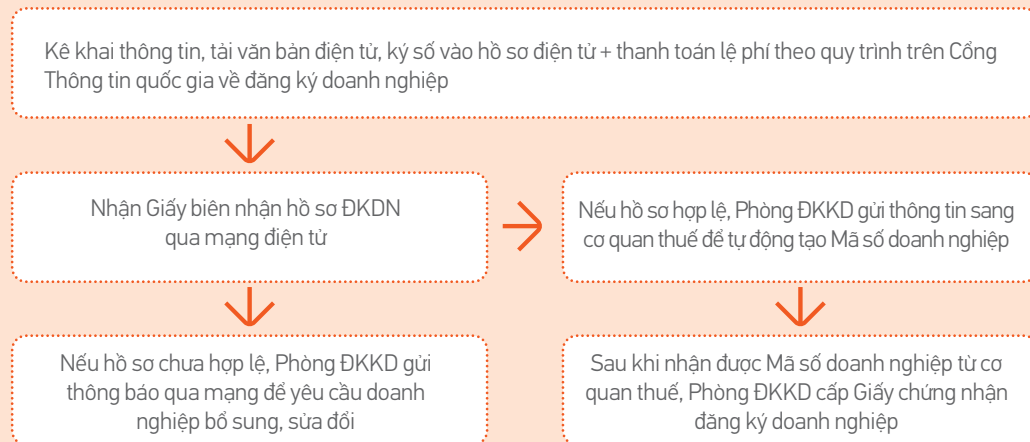 Kê khai thông tin, tải văn bản điện tử, ký số vào hồ sơ điện tử + thanh toán lệ phí theo quy trình trên Cổng
Thông tin quốc gia về đăng ký doanh nghiệp
Nhận Giấy biên nhận hồ sơ ĐKDN
qua mạng điện tử
Nếu hồ sơ hợp lệ, Phòng ĐKKD gửi thông tin sang
cơ quan thuế để tự động tạo Mã số doanh nghiệp
Nếu hồ sơ chưa hợp lệ, Phòng ĐKKD gửi
thông báo qua mạng để yêu cầu doanh
nghiệp bổ sung, sửa đổi
Sau khi nhận được Mã số doanh nghiệp từ cơ
quan thuế, Phòng ĐKKD cấp Giấy chứng nhận
đăng ký doanh nghiệp